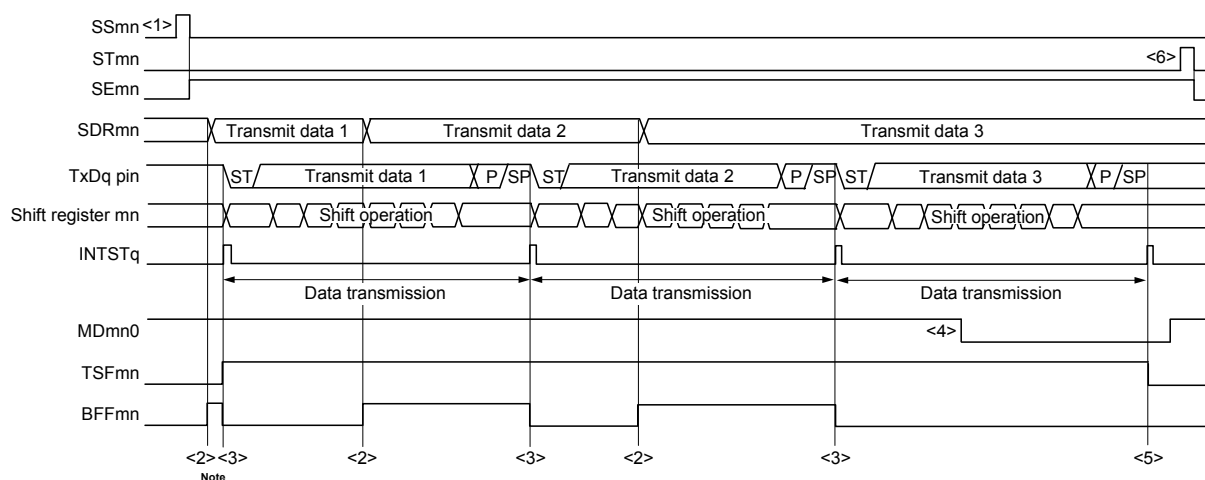 SSmn <1>
STmn <6>
SEmn
SDRmn Transmit data 1 Transmit data 2 Transmit data 3
TxDq pin ST Transmit data 1 P SP ST Transmit data 2 P SP ST Transmit data 3 P SP
Shift register mn Shift operation Shift operation Shift operation
INTSTq
Data transmission Data transmission Data transmission
MDmn0 <4>
TSFmn
BFFmn
<2> <3> <2> <3> <2> <3> <5>
Note